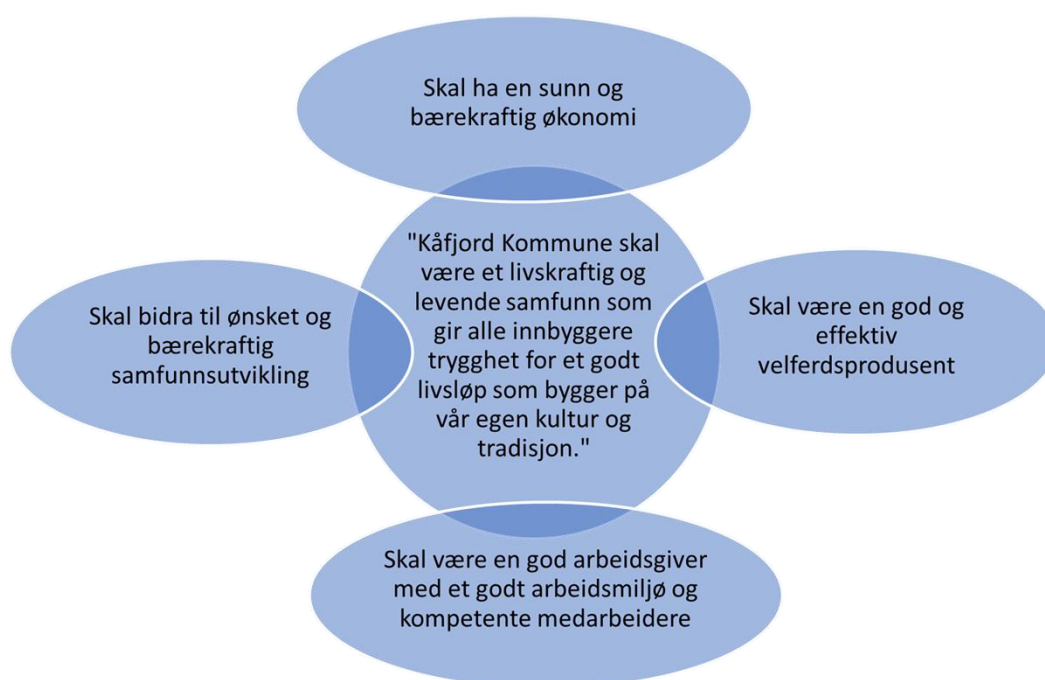 Skal ha en sunn og
bærekraftig økonomi
"Kåfjord Kommune skal
være et livskraftig og
levende samfunn som
gir alle innbyggere
trygghet for et godt
livsløp som bygger på
vår egen kultur og
tradisjon."
Skal bidra til ønsket og
bærekraftig
samfunnsutvikling
Skal være en god og
effektiv
velferdsprodusent
Skal være en god arbeidsgiver
med et godt arbeidsmiljø og
kompetente medarbeidere